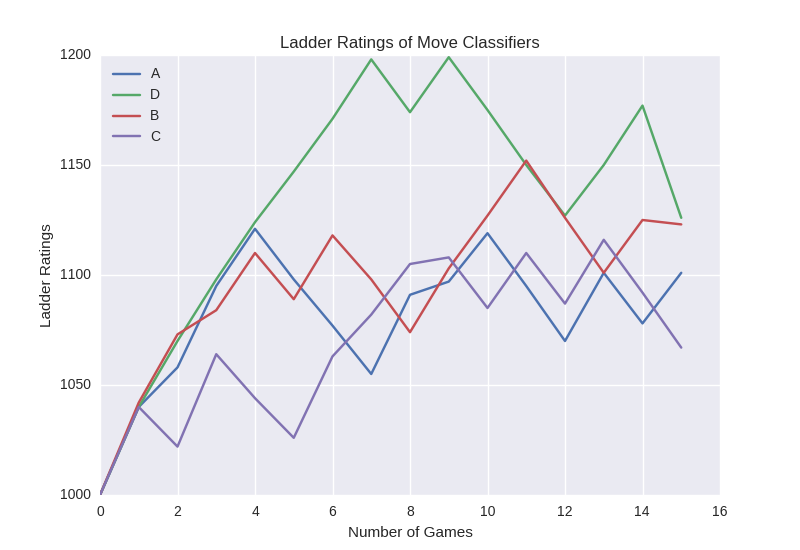 Ladder Ratings of Move Classifiers
1200
1150
1100
1050
1000
A
D
B
C
Ladder Ratings
0 2 4 6 8 10 12 14 16
Number of Games